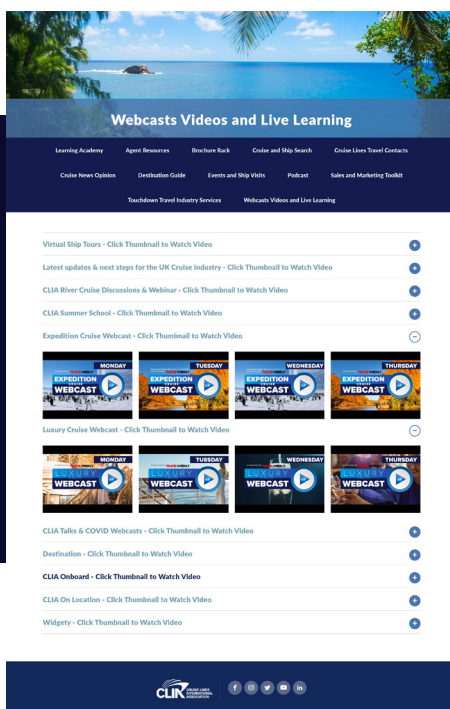 Webcasts Videos and Live Learning
Learning Academy Agent Resources Brochure Rack Cruise and Ship Search Cruise Lines Travel Contacts
Cruise News Opinion Destination Guide Events and Ship Visits Podcast Sales and Marketing Toolkit
Touchdown Travel Industry Services Webcasts Videos and Live Learning
Virtual Ship Tours - Click Thumbnail to Watch Video
Latest updates & next steps for the UK Cruise Industry - Click Thumbnail to Watch Video
CLIA River Cruise Discussions & Webinar - Click Thumbnail to Watch Video
CLIA Summer School - Click Thumbnail to Watch Video
Expedition Cruise Webcast - Click Thumbnail to Watch Video
MONDAY TUESDAY WEDNESDAY THURSDAY
EXPEDITION EXPEDITION EXPEDITION EXPEDITION
CRUISE CRUISE CRUISE CRUISE
WEBCAST WEBCAST WEBCAST WEBCAST
Luxury Cruise Webcast - Click Thumbnail to Watch Video
MONDAY TUESDAY WEDNESDAY THURSDAY
LUXURY LUXURY LUXURY LUXURY
WEBCAST WEBCAST WEBCAST WEBCAST
CLIA Talks & COVID Webcasts - Click Thumbnail to Watch Video
Destination - Click Thumbnail to Watch Video
CLIA Onboard - Click Thumbnail to Watch Video
CLIA On Location - Click Thumbnail to Watch Video
Widgety - Click Thumbnail to Watch Video
CLIA CRUISE LINES
INTERNATIONAL
ASSOCIATION